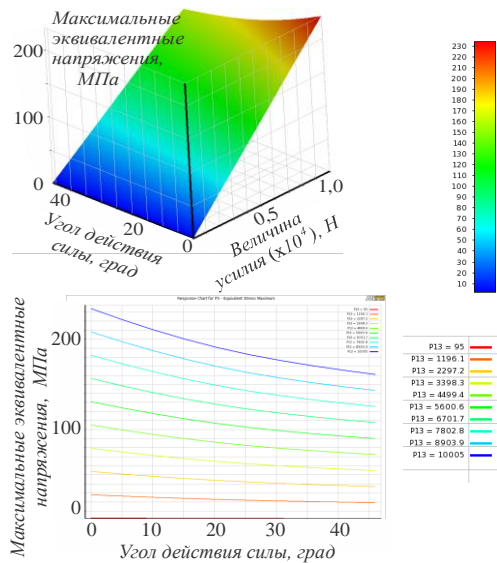 Максимальные
эквивалентные
напряжения,
МПа
200
100
0
40
20
0
0,5
1,0
Угол действия
силы, град
Величина
усилия (x10⁴), Н
230
220
210
200
190
180
170
160
150
140
130
120
110
100
90
80
70
60
50
40
30
20
10
Максимальные эквивалентные
напряжения, МПа
200
100
0
0
10
20
30
40
Угол действия силы, град
P13 = 95
P13 = 1196.1
P13 = 2297.2
P13 = 3398.3
P13 = 4499.4
P13 = 5600.6
P13 = 6701.7
P13 = 7802.8
P13 = 8903.9
P13 = 10005